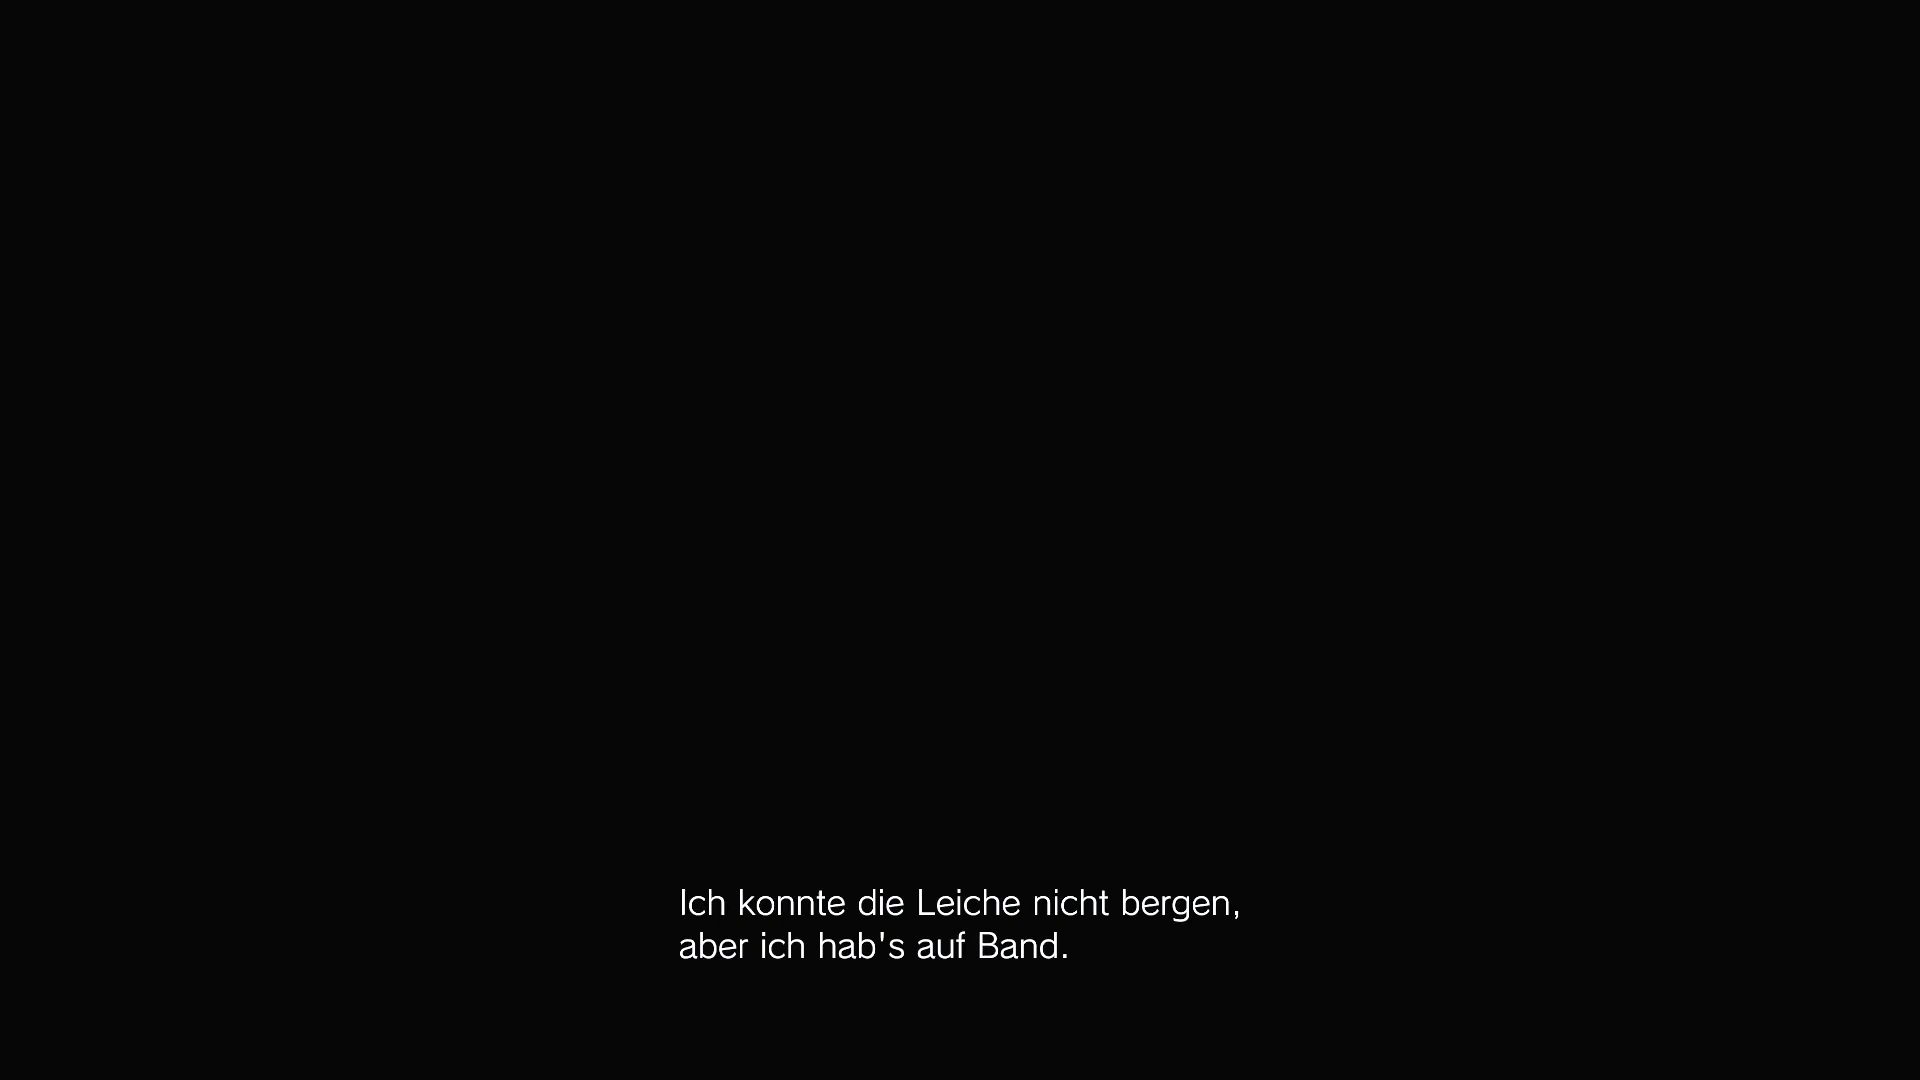 Ich konnte die Leiche nicht bergen,
aber ich hab's auf Band.